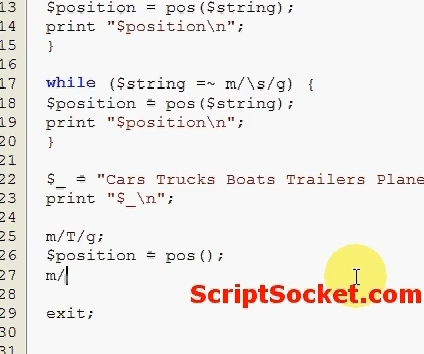 13 $position = pos($string);
14 print "$position\n";
15 }
16
17 while ($string =~ m/\s/g) {
18 $position = pos($string);
19 print "$position\n";
20 }
21
22 $_ = "Cars Trucks Boats Trailers Plane
23 print "$_\n";
24
25 m/T/g;
26 $position = pos();
27 m/
28
ScriptSocket.com
29 exit;
30
31